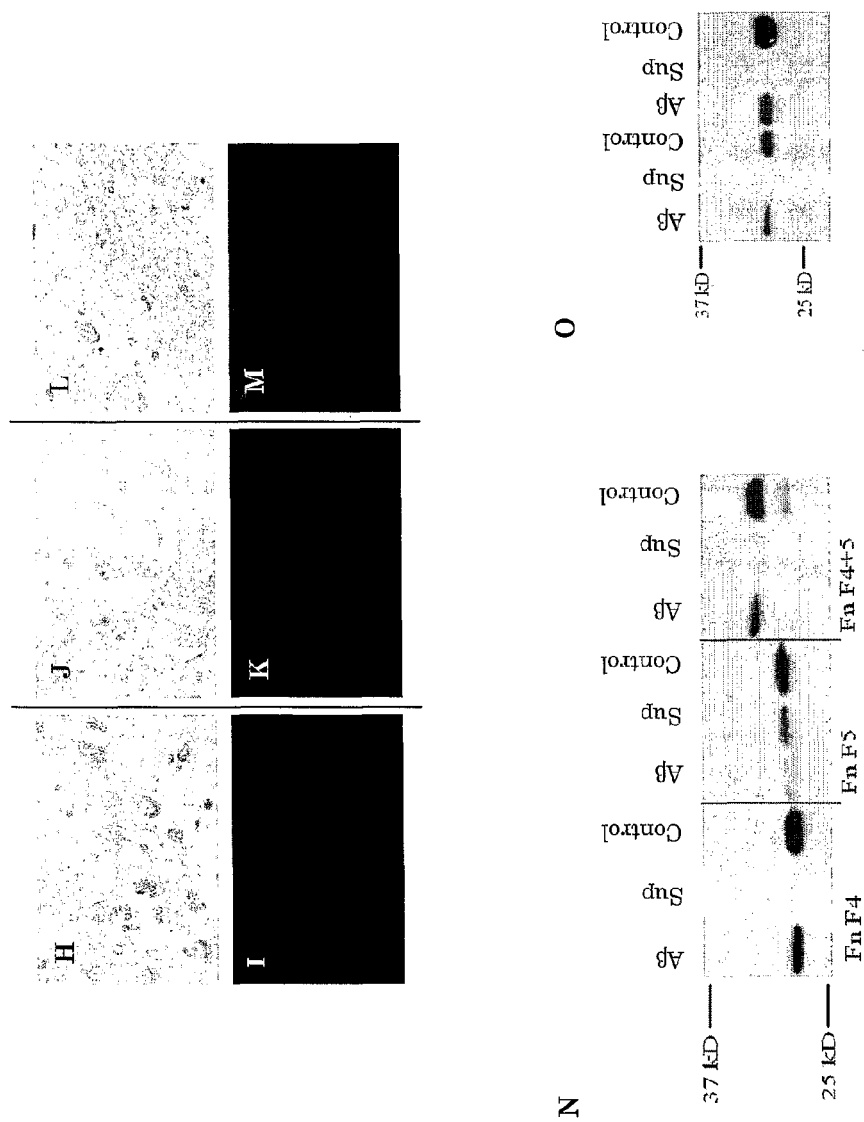 H
J
L
I
K
M
N
Aβ
Sup
Control
Aβ
Sup
Control
Aβ
Sup
Control
37 kD
25 kD
Fn F4
Fn F5
Fn F4+5
O
Aβ
Sup
Control
Aβ
Sup
Control
37 kD
25 kD